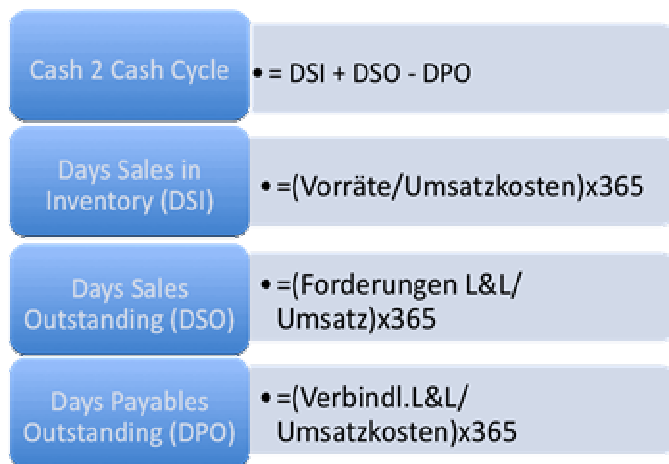 Cash 2 Cash Cycle
• = DSI + DSO - DPO
Days Sales in
Inventory (DSI)
• =(Vorräte/Umsatzkosten)x365
Days Sales
Outstanding (DSO)
• =(Forderungen L&L/
Umsatz)x365
Days Payables
Outstanding (DPO)
• =(Verbindl.L&L/
Umsatzkosten)x365